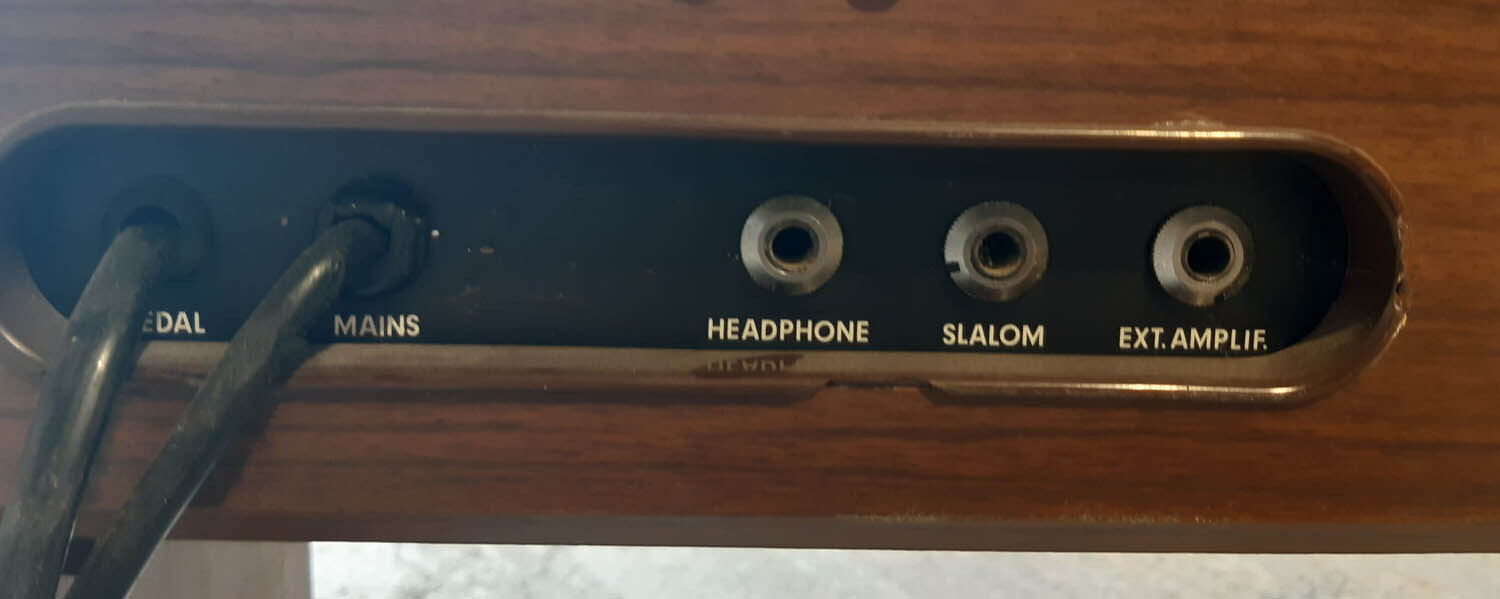 EDAL MAINS HEADPHONE SLALOM EXT. AMPLIF.